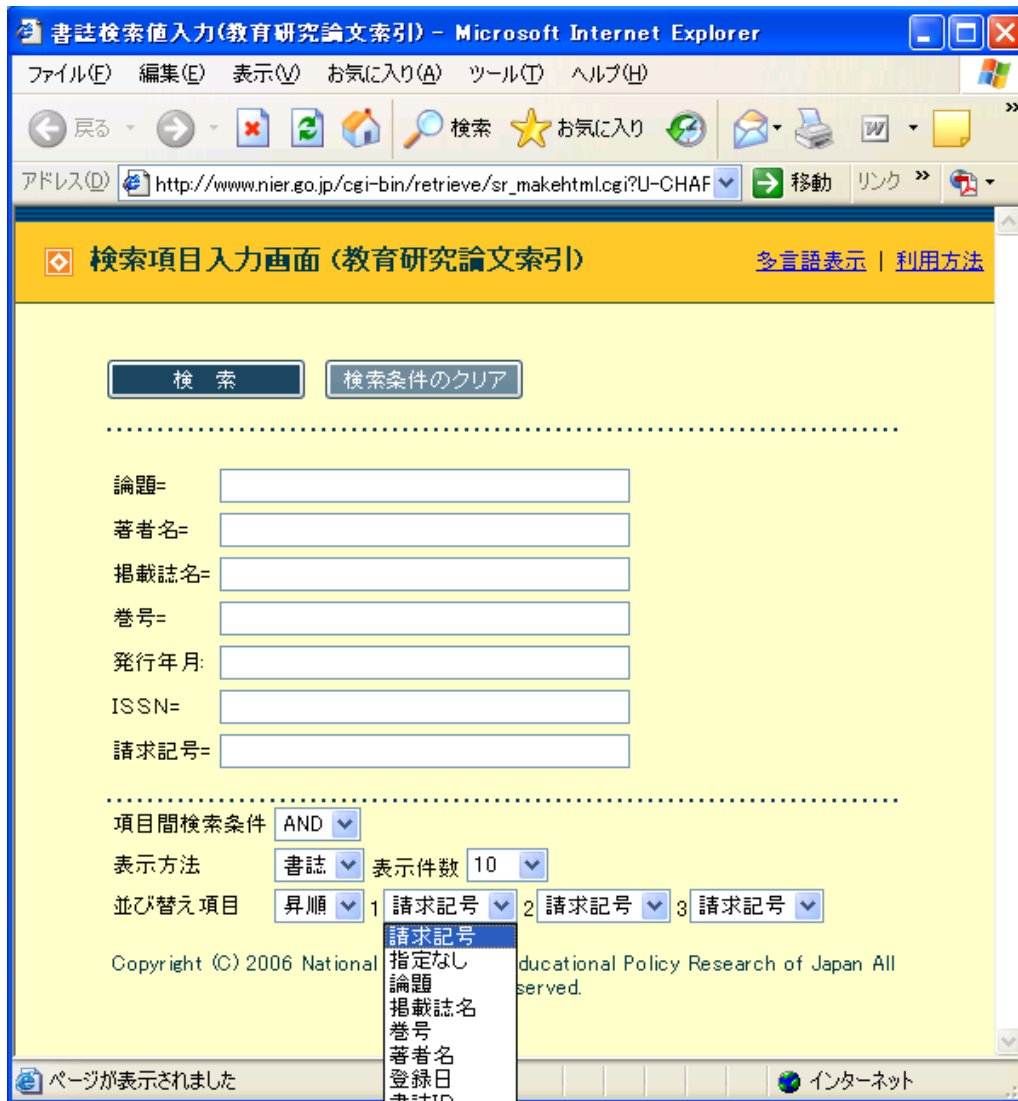 書誌検索値入力(教育研究論文索引) - Microsoft Internet Explorer
ファイル(F) 編集(E) 表示(V) お気に入り(A) ツール(T) ヘルプ(H)
戻る 検索 お気に入り
アドレス(D) http://www.nier.go.jp/cgi-bin/retrieve/sr_makehtml.cgi?U-CHAR 移動 リンク
検索項目入力画面 (教育研究論文索引) 多言語表示 | 利用方法
検 索 検索条件のクリア
論題=
著者名=
掲載誌名=
巻号=
発行年月:
ISSN=
請求記号=
項目間検索条件 AND
表示方法 書誌 表示件数 10
並び替え項目 昇順 1 請求記号 2 請求記号 3 請求記号
請求記号
指定なし
論題
掲載誌名
巻号
著者名
登録日
書誌ID
Copyright (C) 2006 National ducational Policy Research of Japan All
served.
ページが表示されました インターネット